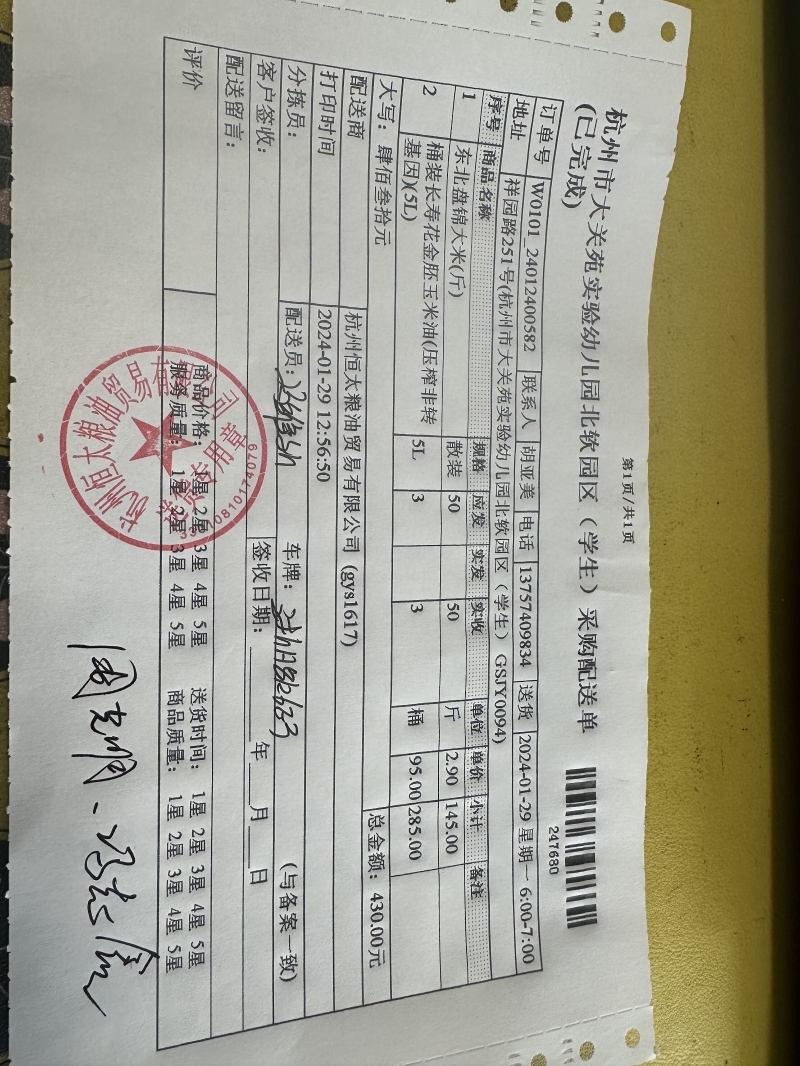 第1页/共1页
杭州市大关苑实验幼儿园北软园区（学生）采购配送单
(已完成)
247680
订单号 W0101_24012400582 联系人 胡亚美 电话 13757409834 送货 2024-01-29 星期一 6:00-7:00
地址 祥园路251号(杭州市大关苑实验幼儿园北软园区（学生）GSJY0094)
序号 商品名称 规格 应发 实发 实收 单位 单价 小计 备注
1 东北盘锦大米(斤) 散装 50 50 斤 2.90 145.00
2 桶装长寿花金胚玉米油(压榨非转基因)(5L) 5L 3 3 桶 95.00 285.00
大写：肆佰叁拾元 总金额：430.00元
配送商 杭州恒太粮油贸易有限公司 (gys1617)
打印时间 2024-01-29 12:56:50
分拣员： 配送员： 车牌： (与备案一致)
客户签收： 签收日期： 年 月 日
配送留言：
评价 商品价格： 1星 2星 3星 4星 5星 送货时间： 1星 2星 3星 4星 5星
服务质量： 1星 2星 3星 4星 5星 商品质量： 1星 2星 3星 4星 5星
杭州恒太粮油贸易有限公司